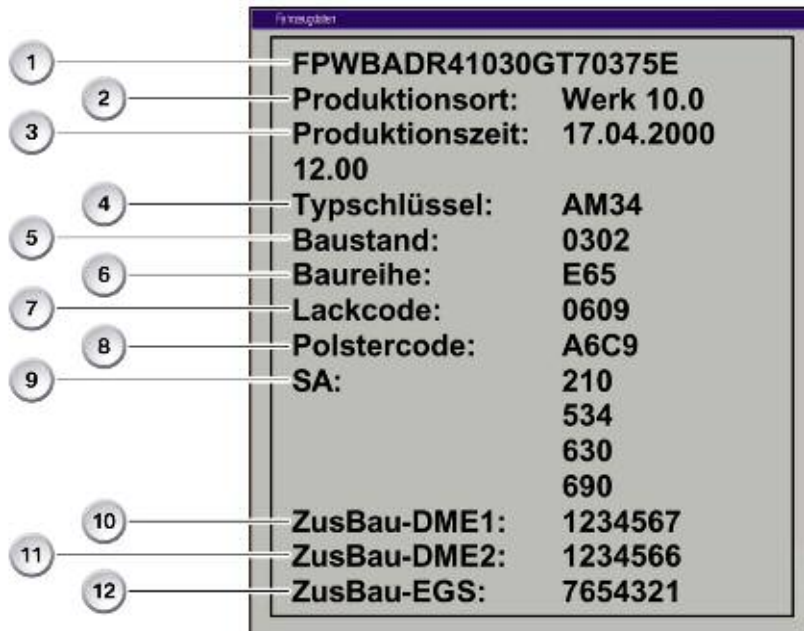 Fahrzeugdaten
1 FPWBADR41030GT70375E
2 Produktionsort: Werk 10.0
3 Produktionszeit: 17.04.2000
12.00
4 Typschlüssel: AM34
5 Baustand: 0302
6 Baureihe: E65
7 Lackcode: 0609
8 Polstercode: A6C9
9 SA: 210
534
630
690
10 ZusBau-DME1: 1234567
11 ZusBau-DME2: 1234566
12 ZusBau-EGS: 7654321